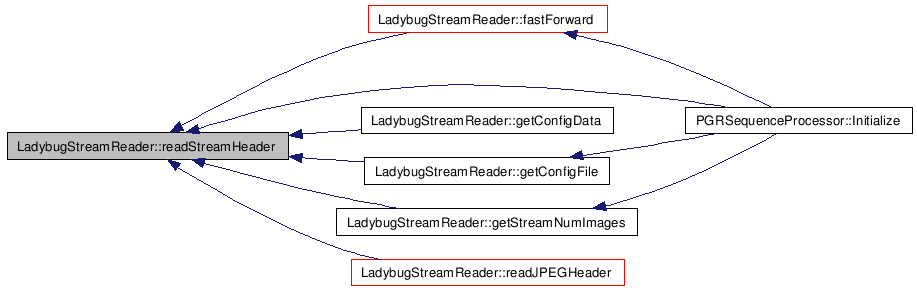 LadybugStreamReader::fastForward
LadybugStreamReader::getConfigData
PGRSequenceProcessor::Initialize
LadybugStreamReader::readStreamHeader
LadybugStreamReader::getConfigFile
LadybugStreamReader::getStreamNumImages
LadybugStreamReader::readJPEGHeader